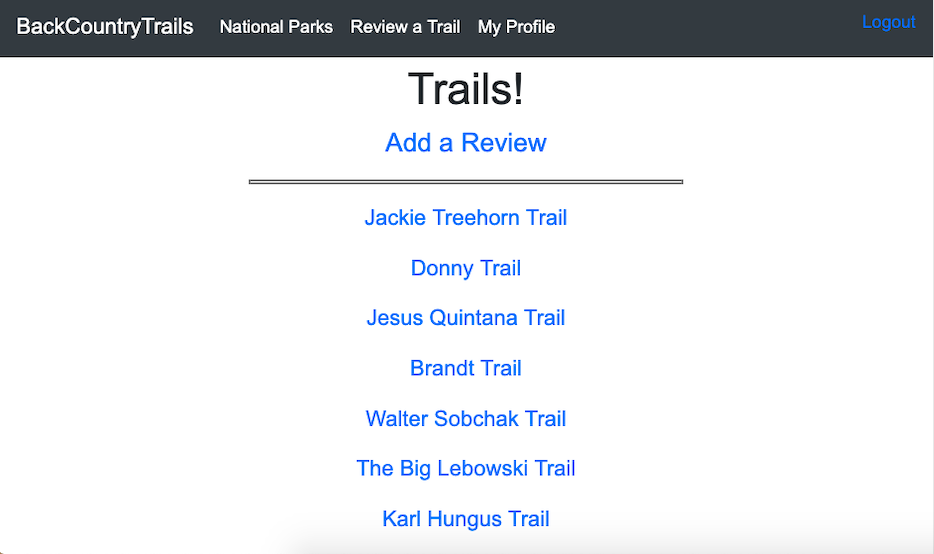 BackCountryTrails National Parks Review a Trail My Profile Logout
Trails!
Add a Review
Jackie Treehorn Trail
Donny Trail
Jesus Quintana Trail
Brandt Trail
Walter Sobchak Trail
The Big Lebowski Trail
Karl Hungus Trail